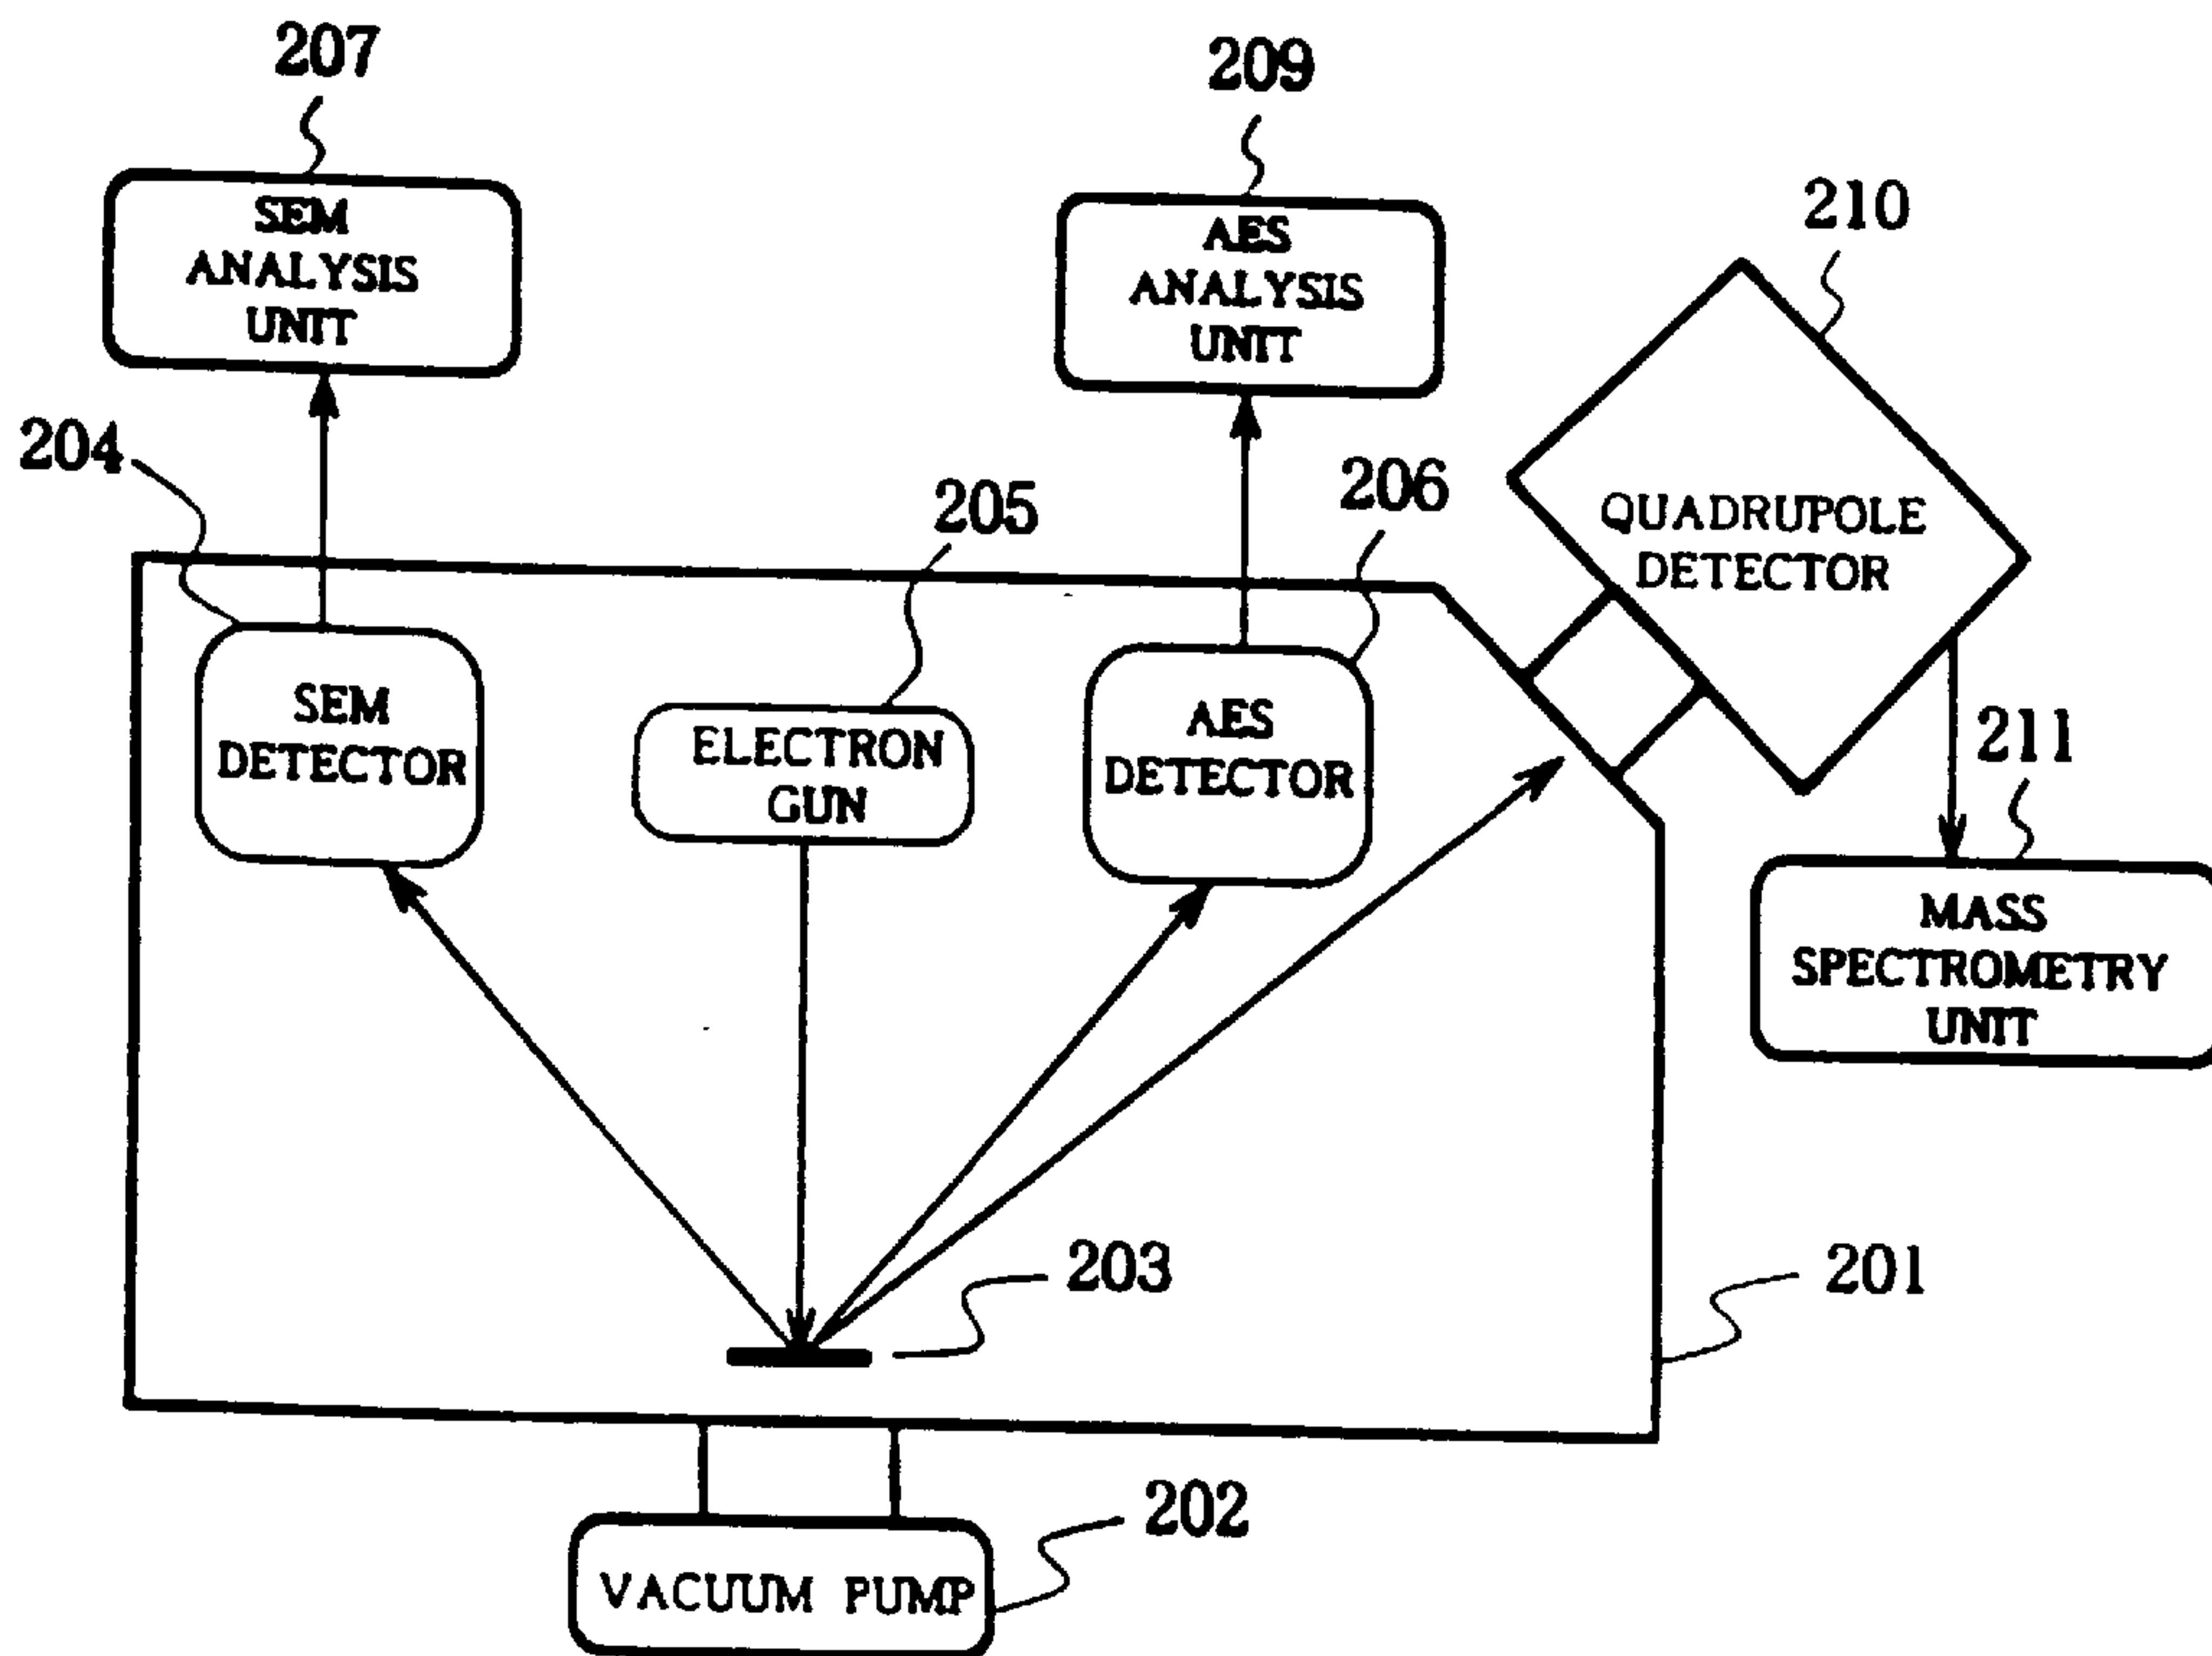 207
209
SEM
ANALYSIS
UNIT
AES
ANALYSIS
UNIT
210
204
205
206
QUADRUPOLE
DETECTOR
SEM
DETECTOR
ELECTRON
GUN
AES
DETECTOR
211
MASS
SPECTROMETRY
UNIT
203
201
202
VACUUM PUMP